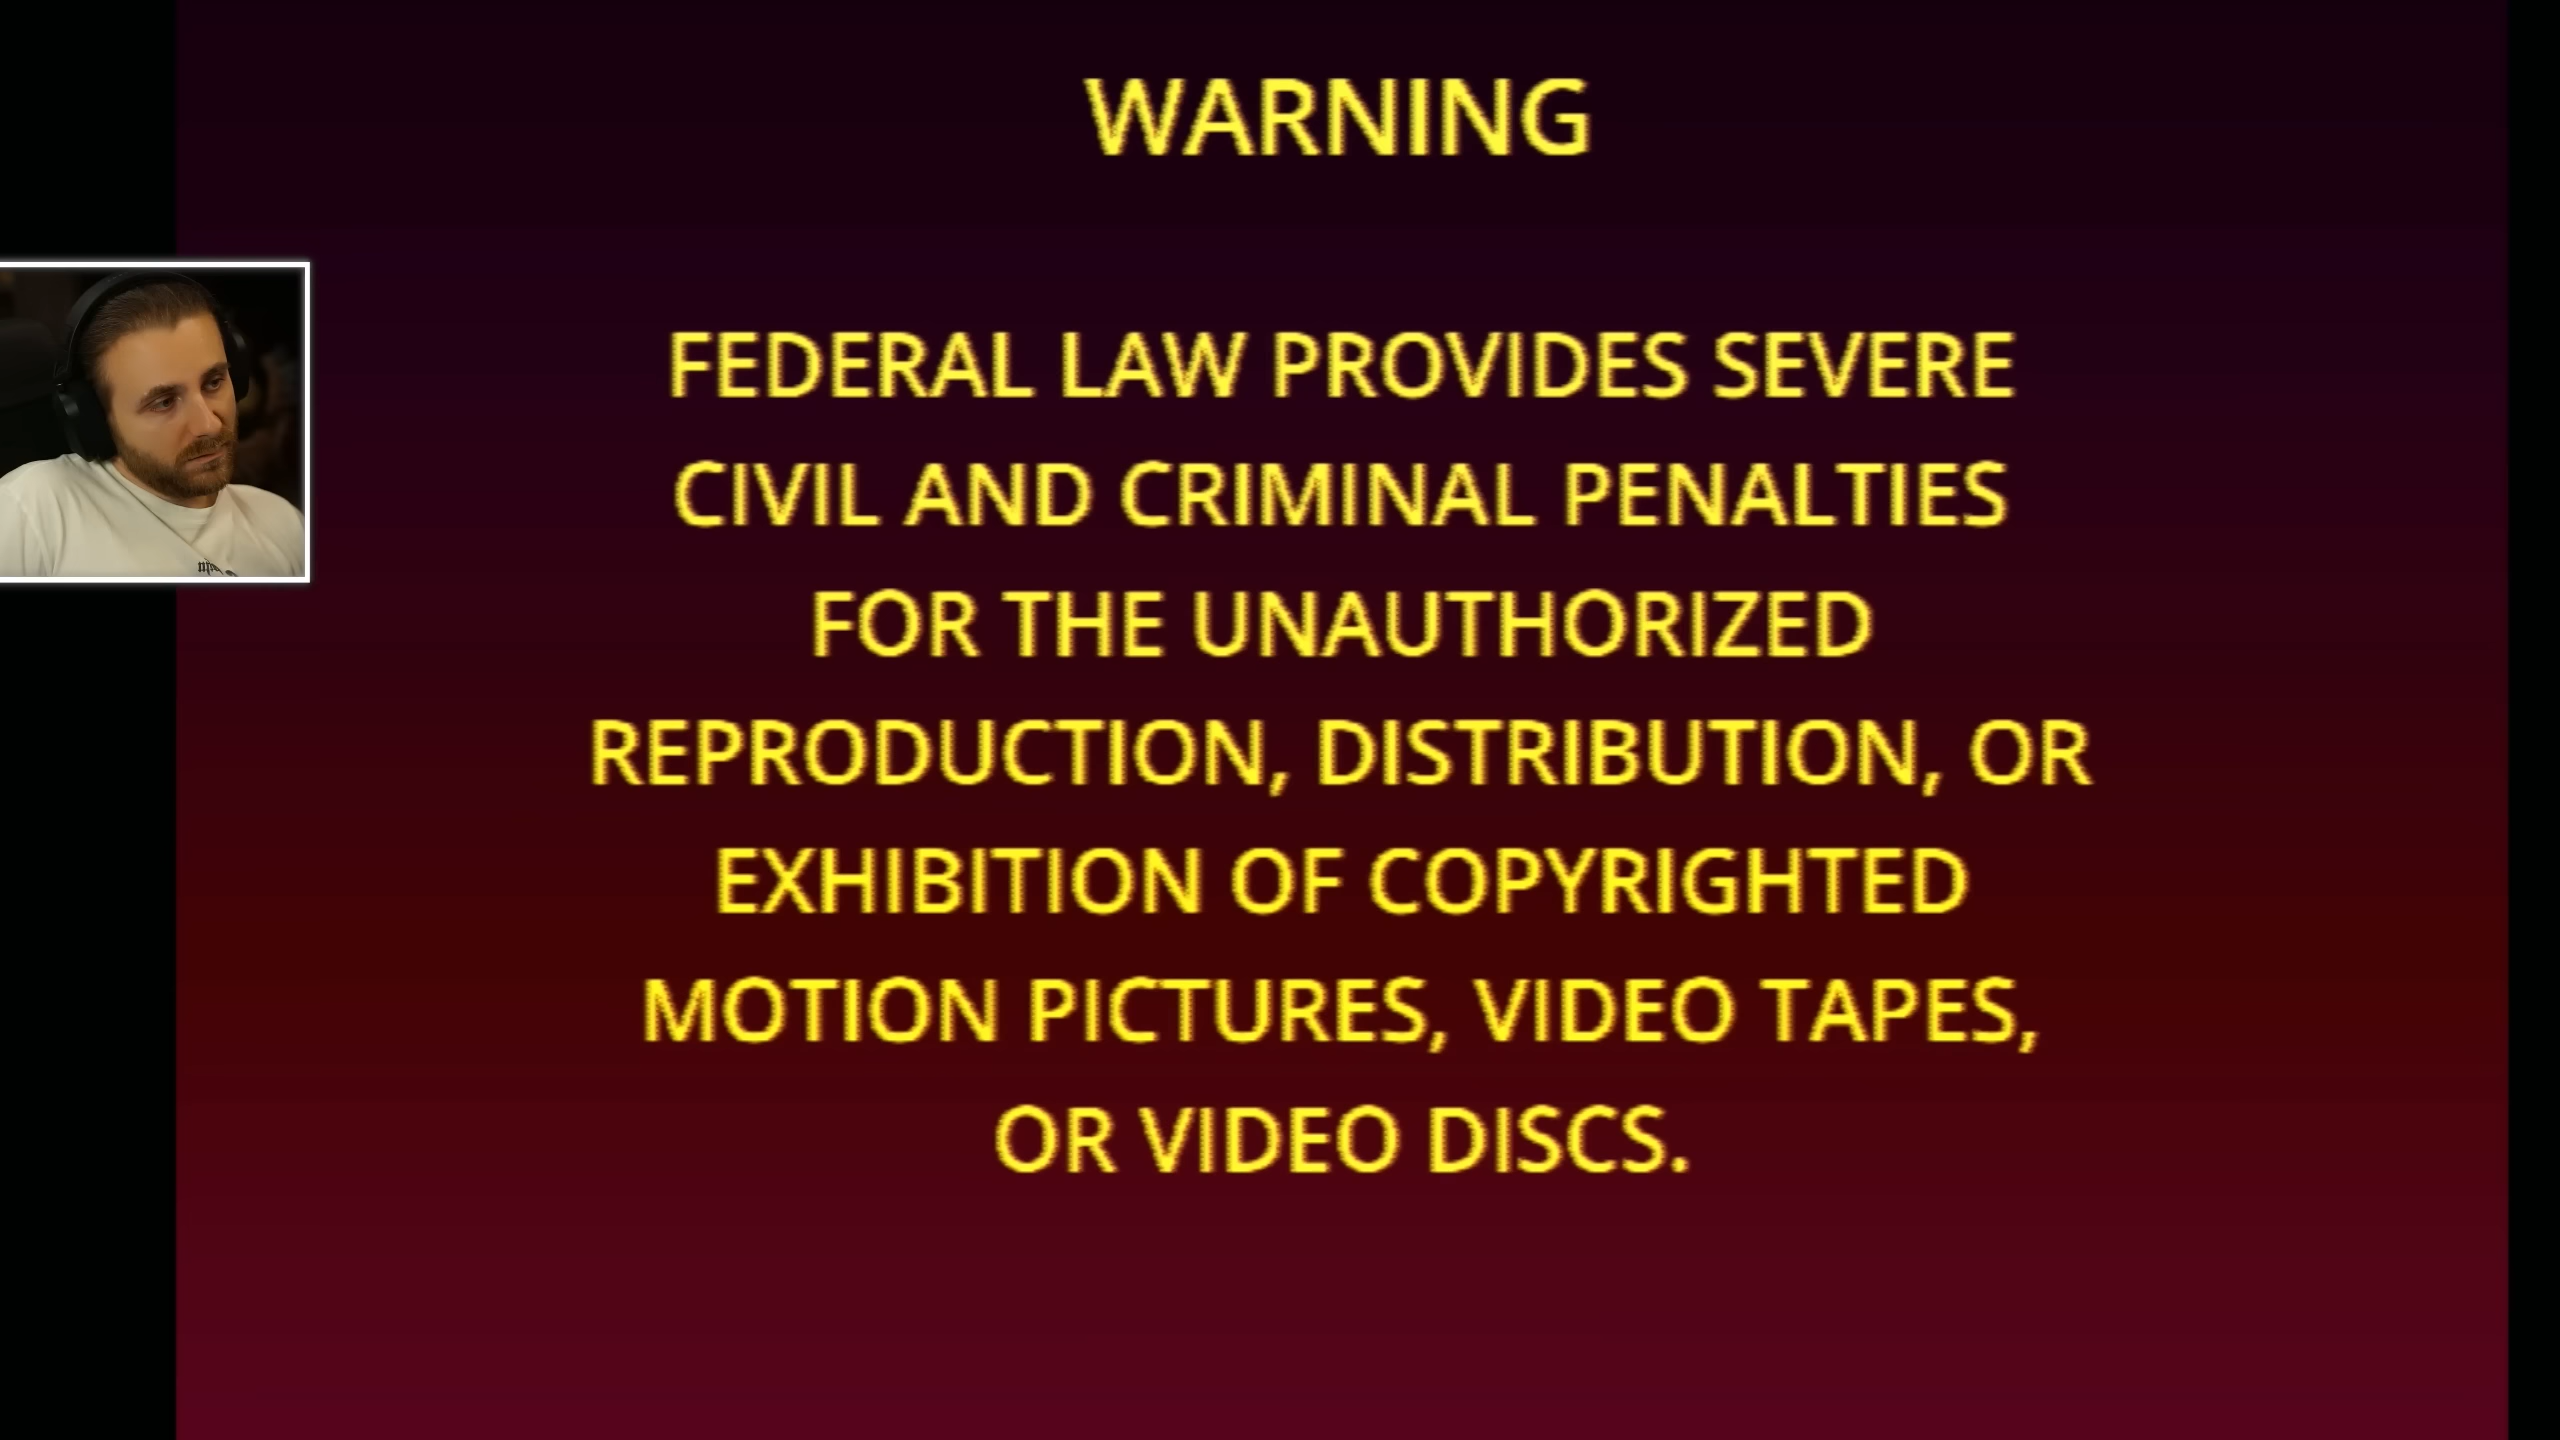 WARNING
FEDERAL LAW PROVIDES SEVERE
CIVIL AND CRIMINAL PENALTIES
FOR THE UNAUTHORIZED
REPRODUCTION, DISTRIBUTION, OR
EXHIBITION OF COPYRIGHTED
MOTION PICTURES, VIDEO TAPES,
OR VIDEO DISCS.